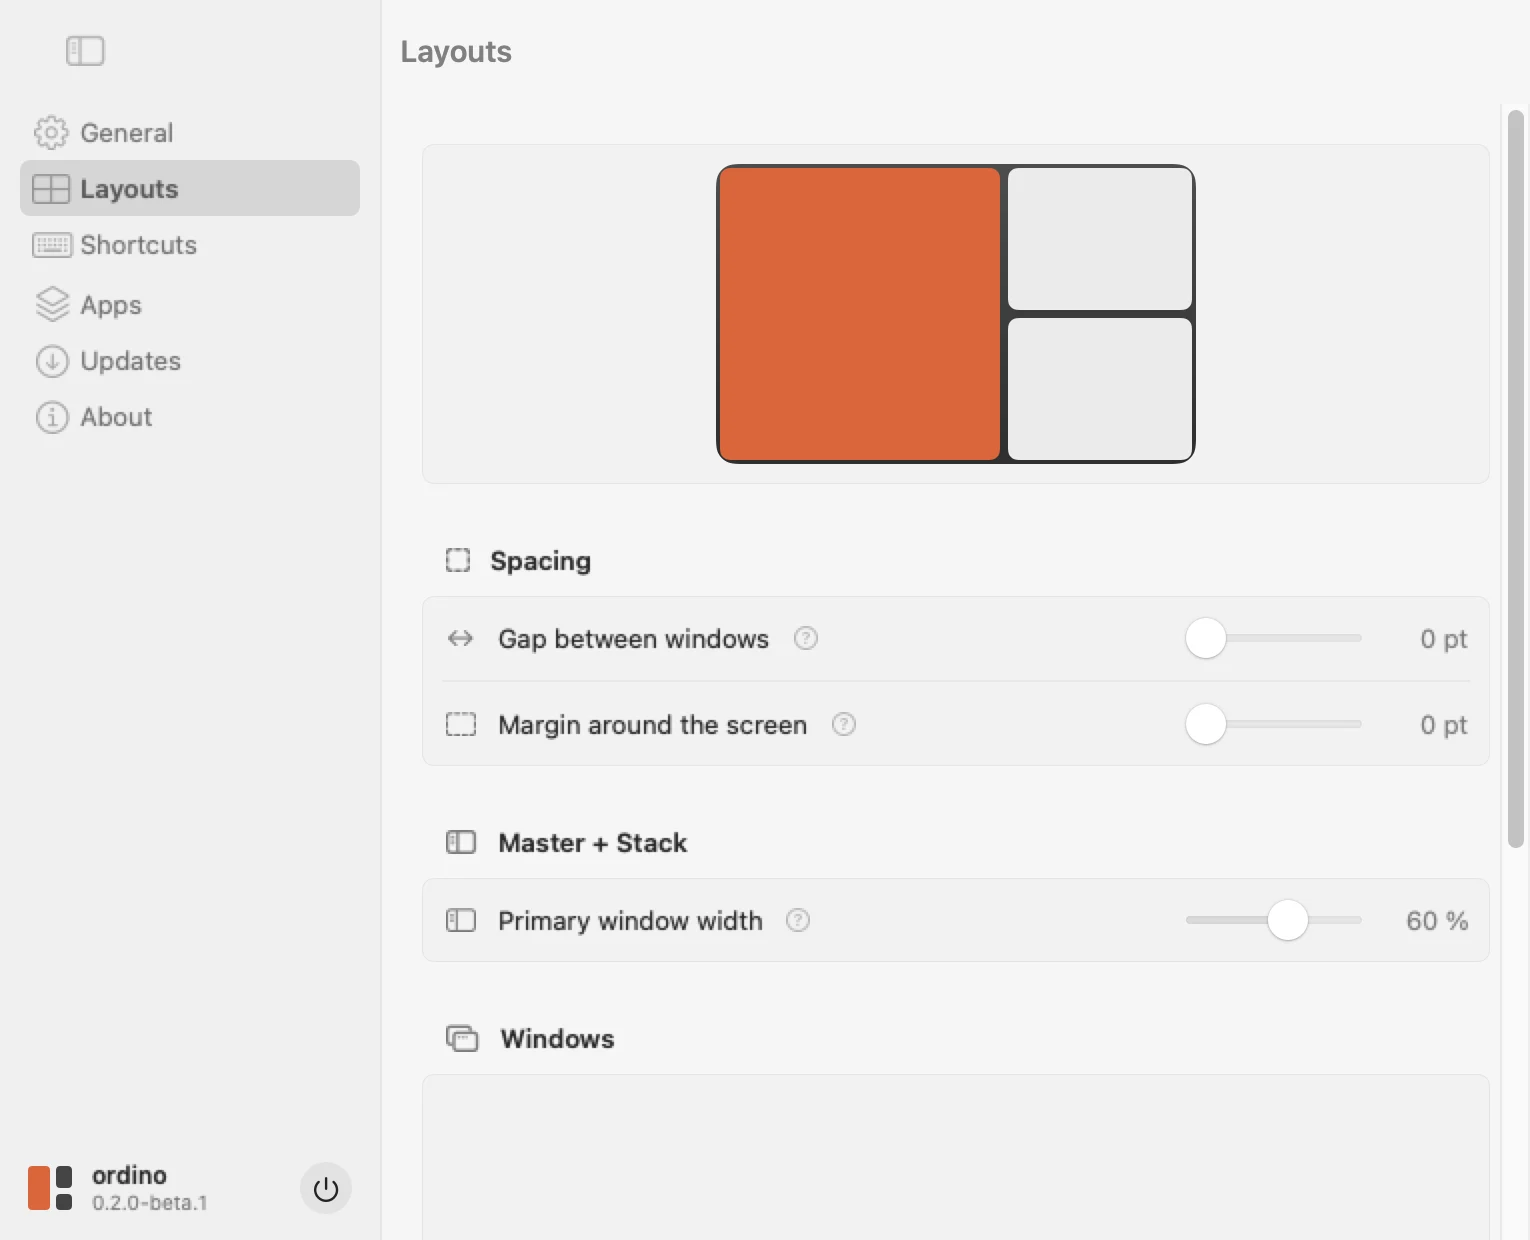 Layouts
General
Layouts
Shortcuts
Apps
Updates
About
Spacing
Gap between windows ? 0 pt
Margin around the screen ? 0 pt
Master + Stack
Primary window width ? 60 %
Windows
ordino
0.2.0-beta.1